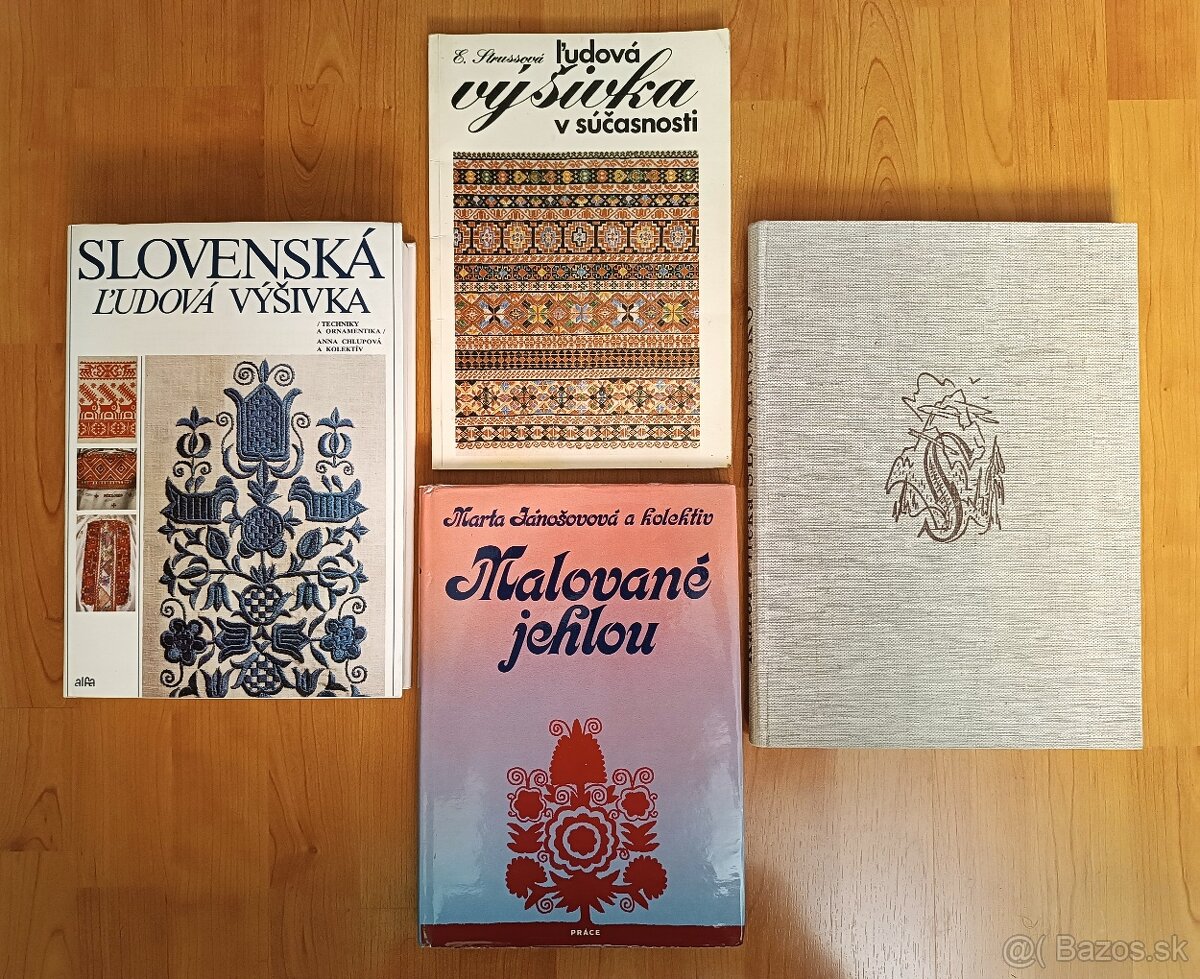 E. Strussová
ľudová
výšivka
v súčasnosti
SLOVENSKÁ
ĽUDOVÁ VÝŠIVKA
/TECHNIKY
A ORNAMENTIKA/
ANNA CHLUPOVÁ
A KOLEKTÍV
alfa
Marta Jánošovová a kolektiv
Malované
jehlou
PRÁCE
S
@( Bazos.sk